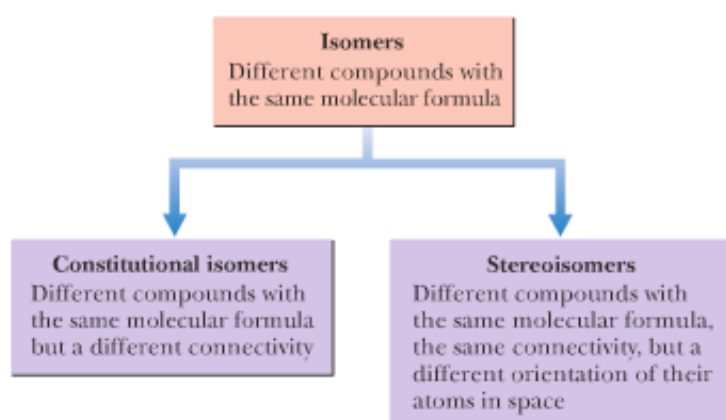 Isomers
Different compounds with
the same molecular formula
Constitutional isomers
Different compounds with
the same molecular formula
but a different connectivity
Stereoisomers
Different compounds with
the same molecular formula,
the same connectivity, but a
different orientation of their
atoms in space